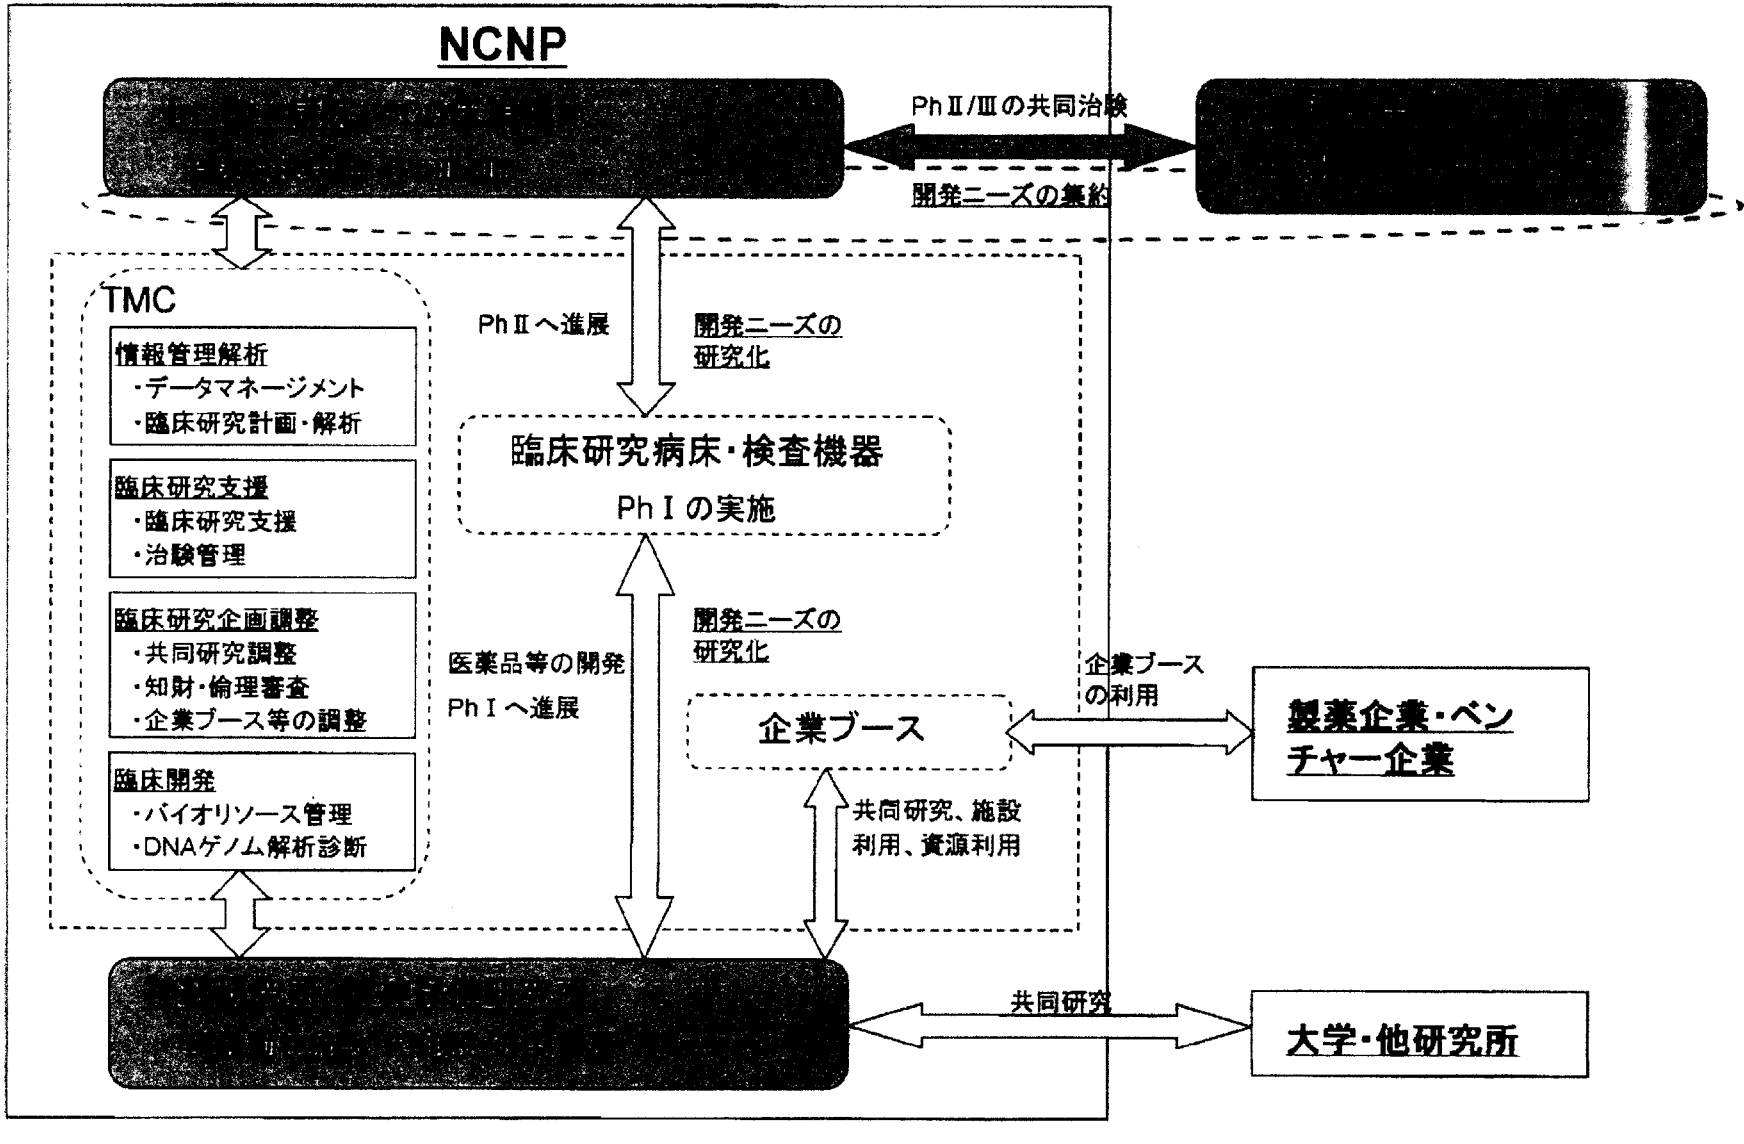 NCNP
PhⅡ/Ⅲの共同治験
開発ニーズの集約
TMC
情報管理解析
・データマネージメント
・臨床研究計画・解析
臨床研究支援
・臨床研究支援
・治験管理
臨床研究企画調整
・共同研究調整
・知財・倫理審査
・企業ブース等の調整
臨床開発
・バイオリソース管理
・DNAゲノム解析診断
PhⅡへ進展
開発ニーズの
研究化
臨床研究病床・検査機器
PhⅠの実施
医薬品等の開発
PhⅠへ進展
開発ニーズの
研究化
企業ブース
企業ブース
の利用
製薬企業・ベン
チャー企業
共同研究、施設
利用、資源利用
共同研究
大学・他研究所